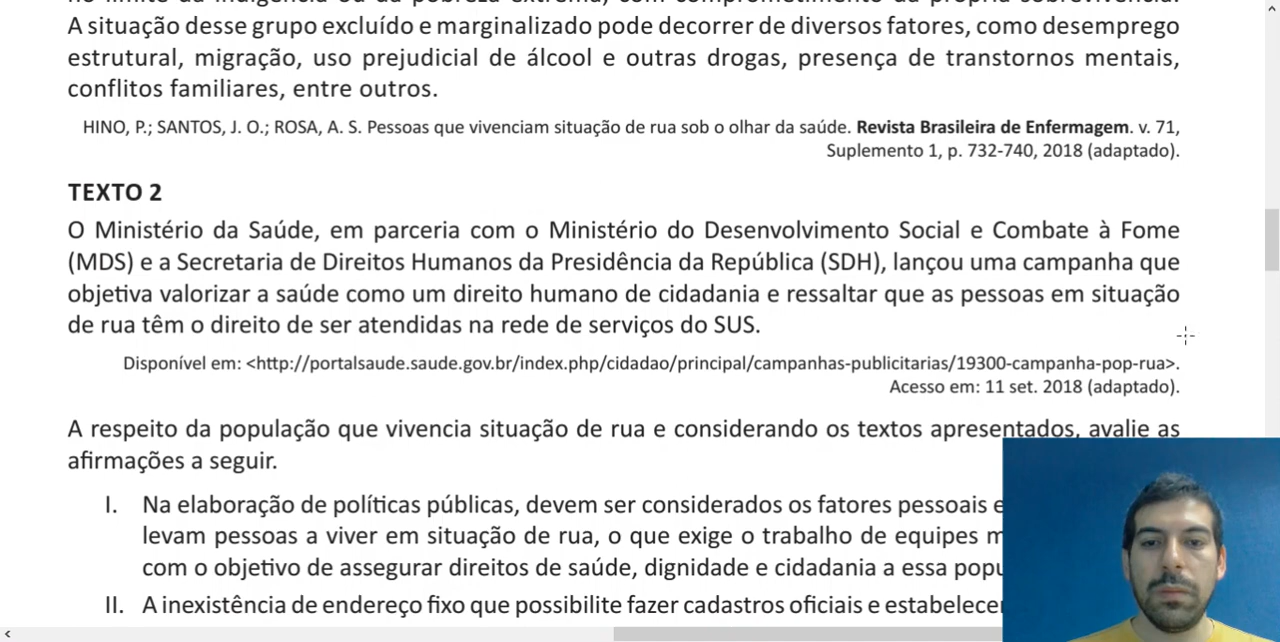 A situação desse grupo excluído e marginalizado pode decorrer de diversos fatores, como desemprego
estrutural, migração, uso prejudicial de álcool e outras drogas, presença de transtornos mentais,
conflitos familiares, entre outros.
HINO, P.; SANTOS, J. O.; ROSA, A. S. Pessoas que vivenciam situação de rua sob o olhar da saúde. Revista Brasileira de Enfermagem. v. 71,
Suplemento 1, p. 732-740, 2018 (adaptado).
TEXTO 2
O Ministério da Saúde, em parceria com o Ministério do Desenvolvimento Social e Combate à Fome
(MDS) e a Secretaria de Direitos Humanos da Presidência da República (SDH), lançou uma campanha que
objetiva valorizar a saúde como um direito humano de cidadania e ressaltar que as pessoas em situação
de rua têm o direito de ser atendidas na rede de serviços do SUS.
Disponível em: <http://portalsaude.saude.gov.br/index.php/cidadao/principal/campanhas-publicitarias/19300-campanha-pop-rua>.
Acesso em: 11 set. 2018 (adaptado).
A respeito da população que vivencia situação de rua e considerando os textos apresentados, avalie as
afirmações a seguir.
I. Na elaboração de políticas públicas, devem ser considerados os fatores pessoais e
levam pessoas a viver em situação de rua, o que exige o trabalho de equipes m
com o objetivo de assegurar direitos de saúde, dignidade e cidadania a essa popu
II. A inexistência de endereço fixo que possibilite fazer cadastros oficiais e estabelecer